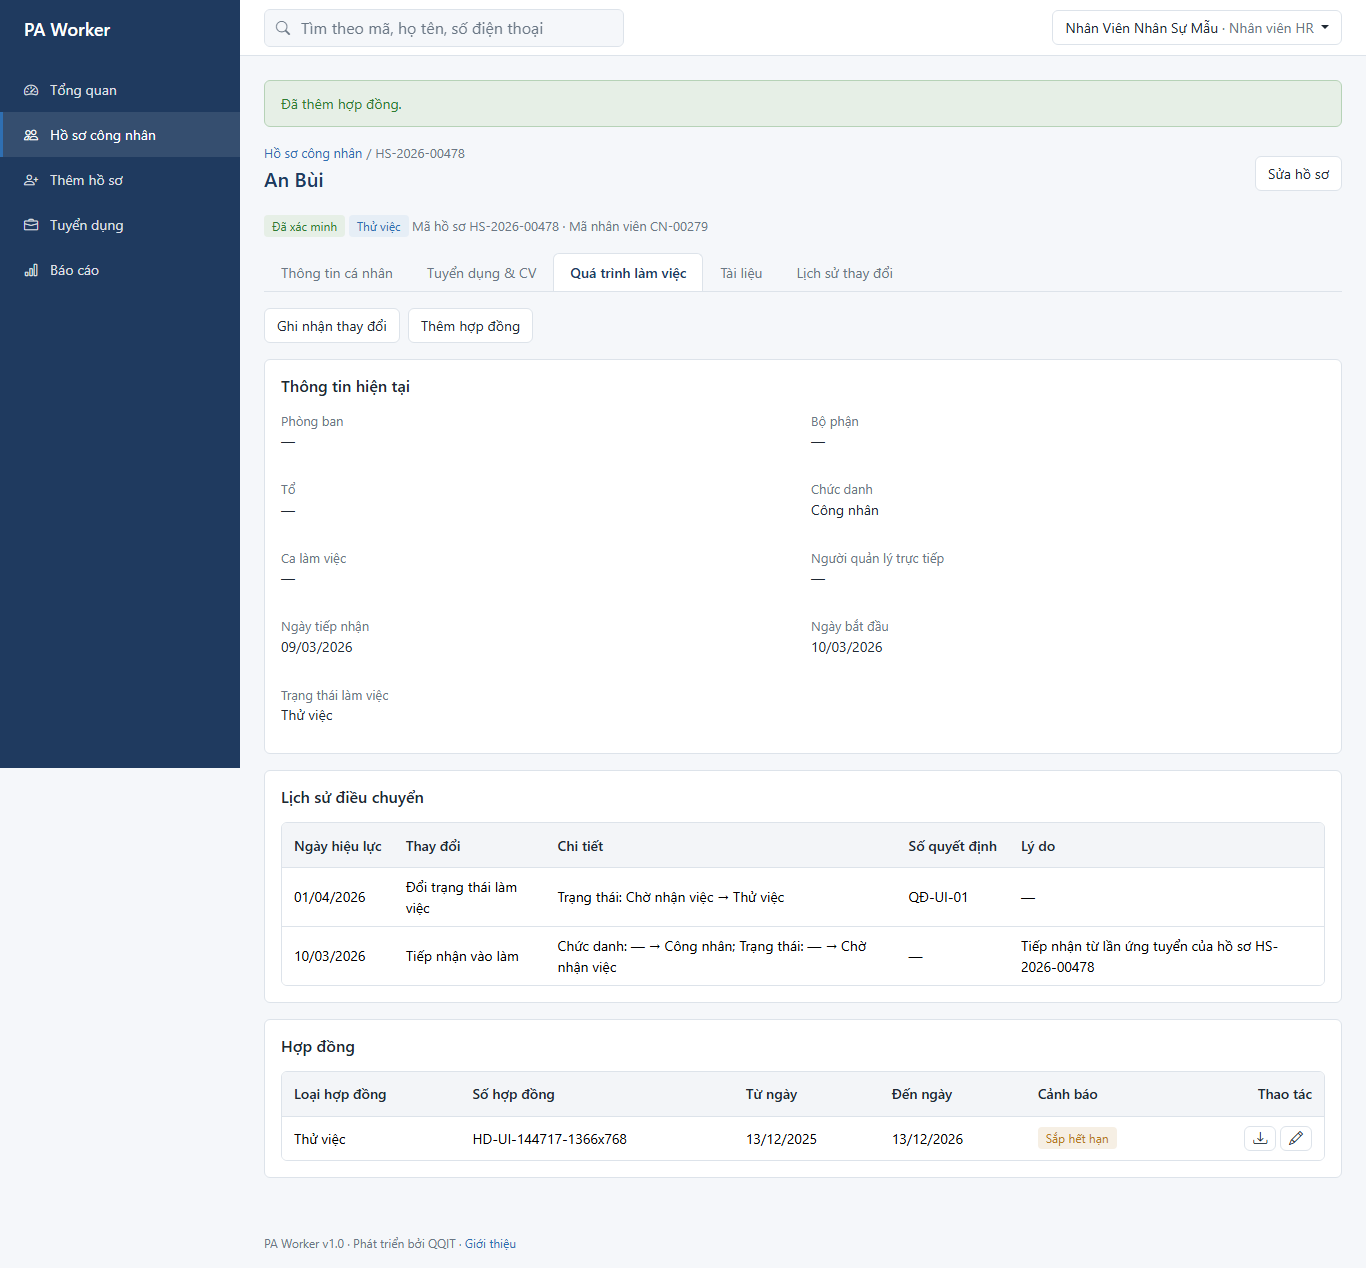 PA Worker
Tìm theo mã, họ tên, số điện thoại
Nhân Viên Nhân Sự Mẫu · Nhân viên HR
Tổng quan
Hồ sơ công nhân
Thêm hồ sơ
Tuyển dụng
Báo cáo
Đã thêm hợp đồng.
Hồ sơ công nhân / HS-2026-00478
An Bùi
Sửa hồ sơ
Đã xác minh Thử việc Mã hồ sơ HS-2026-00478 · Mã nhân viên CN-00279
Thông tin cá nhân Tuyển dụng & CV Quá trình làm việc Tài liệu Lịch sử thay đổi
Ghi nhận thay đổi Thêm hợp đồng
Thông tin hiện tại
Phòng ban Bộ phận
— —
Tổ Chức danh
— Công nhân
Ca làm việc Người quản lý trực tiếp
— —
Ngày tiếp nhận Ngày bắt đầu
09/03/2026 10/03/2026
Trạng thái làm việc
Thử việc
Lịch sử điều chuyển
Ngày hiệu lực Thay đổi Chi tiết Số quyết định Lý do
01/04/2026 Đổi trạng thái làm việc Trạng thái: Chờ nhận việc → Thử việc QĐ-UI-01 —
10/03/2026 Tiếp nhận vào làm Chức danh: — → Công nhân; Trạng thái: — → Chờ nhận việc — Tiếp nhận từ lần ứng tuyển của hồ sơ HS-2026-00478
Hợp đồng
Loại hợp đồng Số hợp đồng Từ ngày Đến ngày Cảnh báo Thao tác
Thử việc HD-UI-144717-1366x768 13/12/2025 13/12/2026 Sắp hết hạn
PA Worker v1.0 · Phát triển bởi QQIT · Giới thiệu